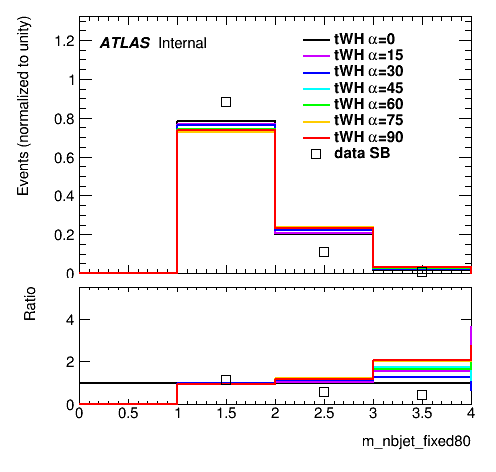 Events (normalized to unity)
ATLAS Internal
tWH α=0
tWH α=15
tWH α=30
tWH α=45
tWH α=60
tWH α=75
tWH α=90
data SB
1.2
1
0.8
0.6
0.4
0.2
0
Ratio
4
2
0
0 0.5 1 1.5 2 2.5 3 3.5 4
m_nbjet_fixed80